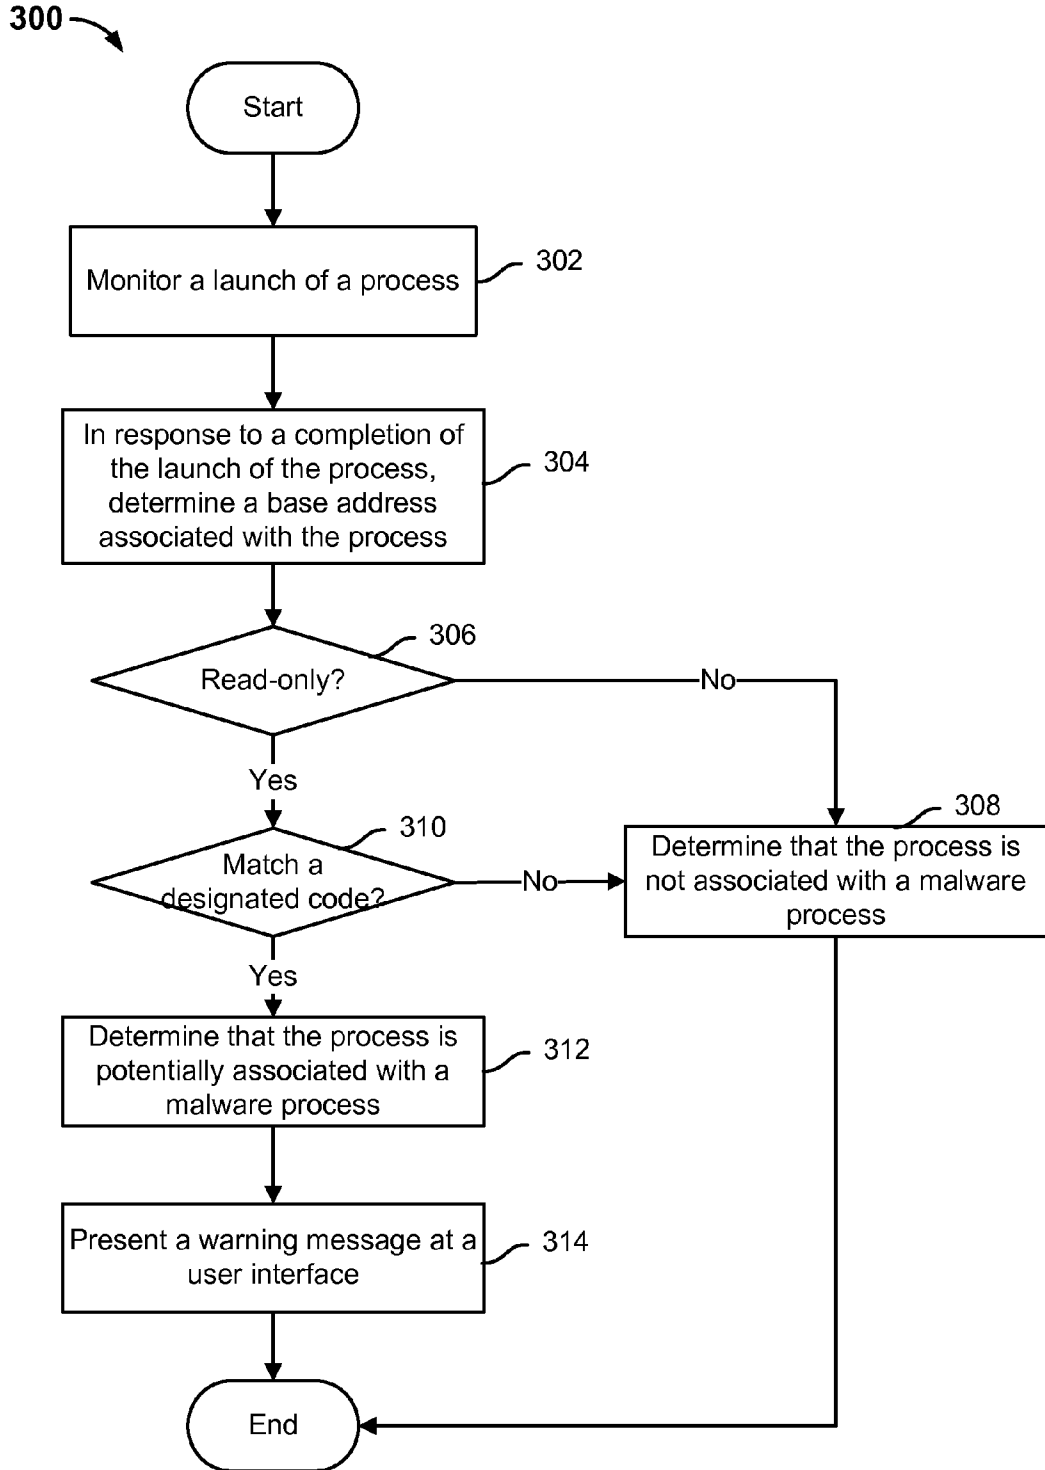 300
Start
Monitor a launch of a process
302
In response to a completion of
the launch of the process,
determine a base address
associated with the process
304
306
Read-only?
No
Yes
310
Match a
designated code?
No
308
Determine that the process is
not associated with a malware
process
Yes
Determine that the process is
potentially associated with a
malware process
312
Present a warning message at a
user interface
314
End